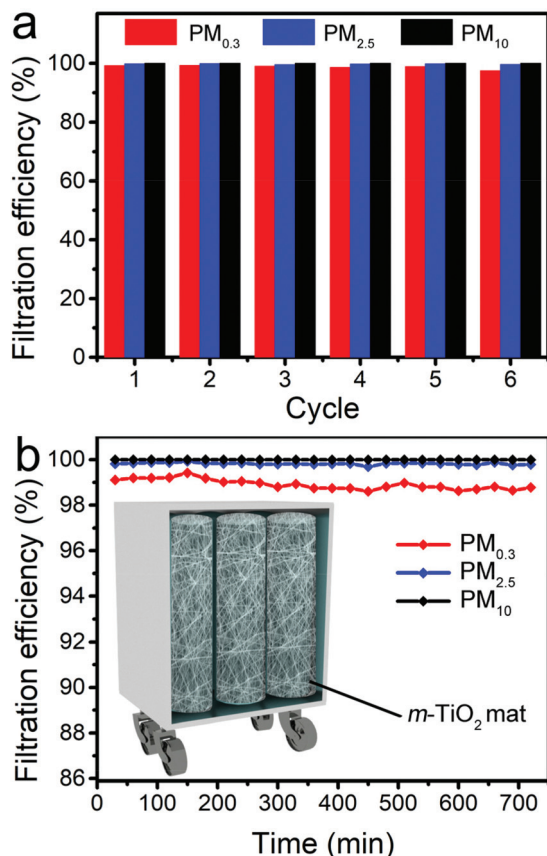 a
PM0.3 PM2.5 PM10
Filtration efficiency (%)
100
80
60
40
20
0
1 2 3 4 5 6
Cycle
b
Filtration efficiency (%)
100
98
96
94
92
90
88
86
PM0.3
PM2.5
PM10
m-TiO2 mat
0 100 200 300 400 500 600 700
Time (min)